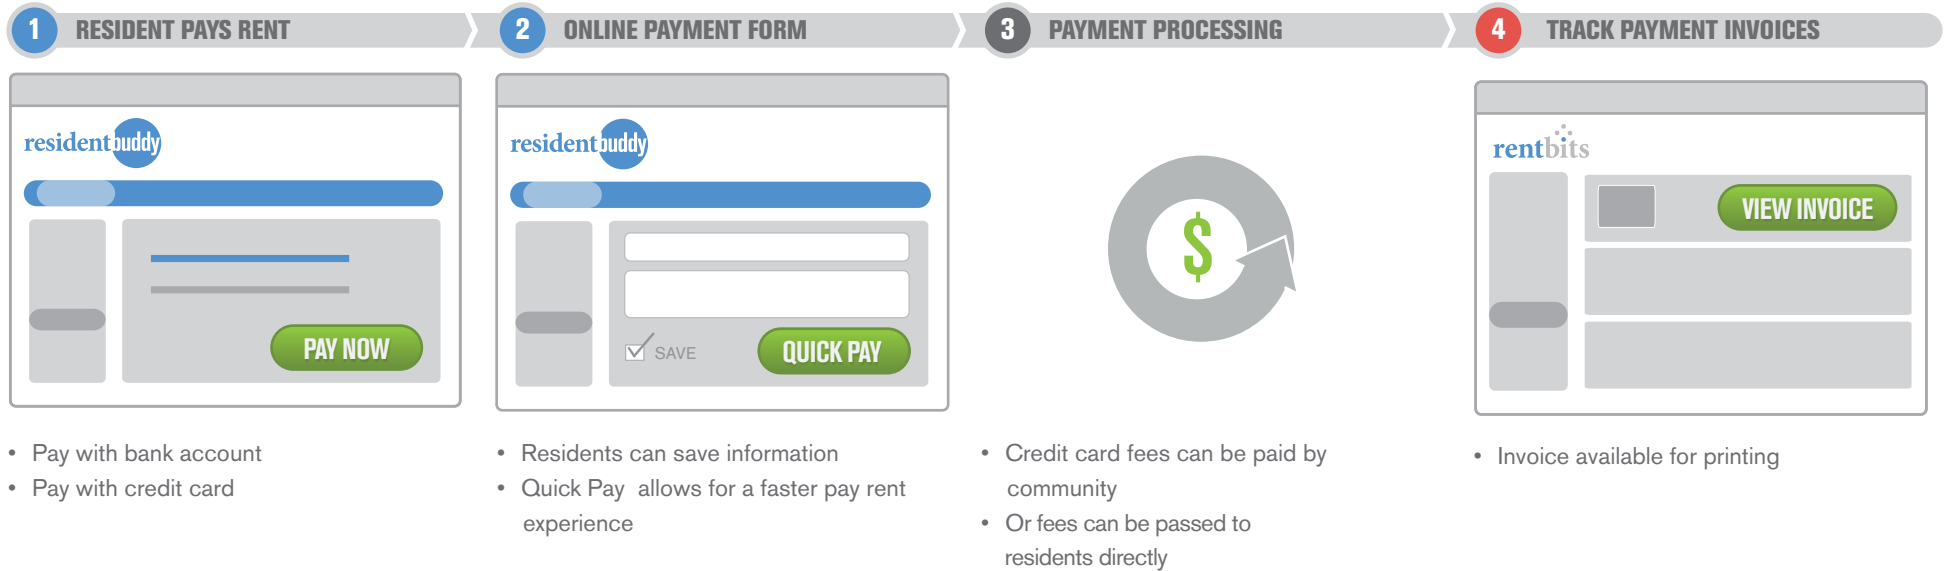 1 RESIDENT PAYS RENT
2 ONLINE PAYMENT FORM
3 PAYMENT PROCESSING
4 TRACK PAYMENT INVOICES
residentbuddy
PAY NOW
• Pay with bank account
• Pay with credit card
residentbuddy
SAVE
QUICK PAY
• Residents can save information
• Quick Pay allows for a faster pay rent
experience
$
• Credit card fees can be paid by
community
• Or fees can be passed to
residents directly
rentbits
VIEW INVOICE
• Invoice available for printing